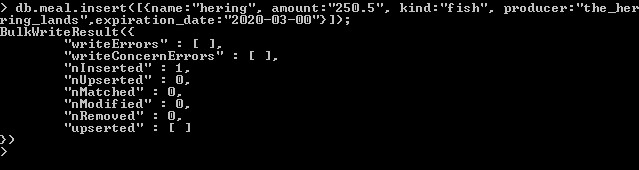 > db.meal.insert([{name:"hering", amount:"250.5", kind:"fish", producer:"the_her
ring_lands",expiration_date:"2020-03-00"}]);
BulkWriteResult({
"writeErrors" : [ ],
"writeConcernErrors" : [ ],
"nInserted" : 1,
"nUpserted" : 0,
"nMatched" : 0,
"nModified" : 0,
"nRemoved" : 0,
"upserted" : [ ]
})
>